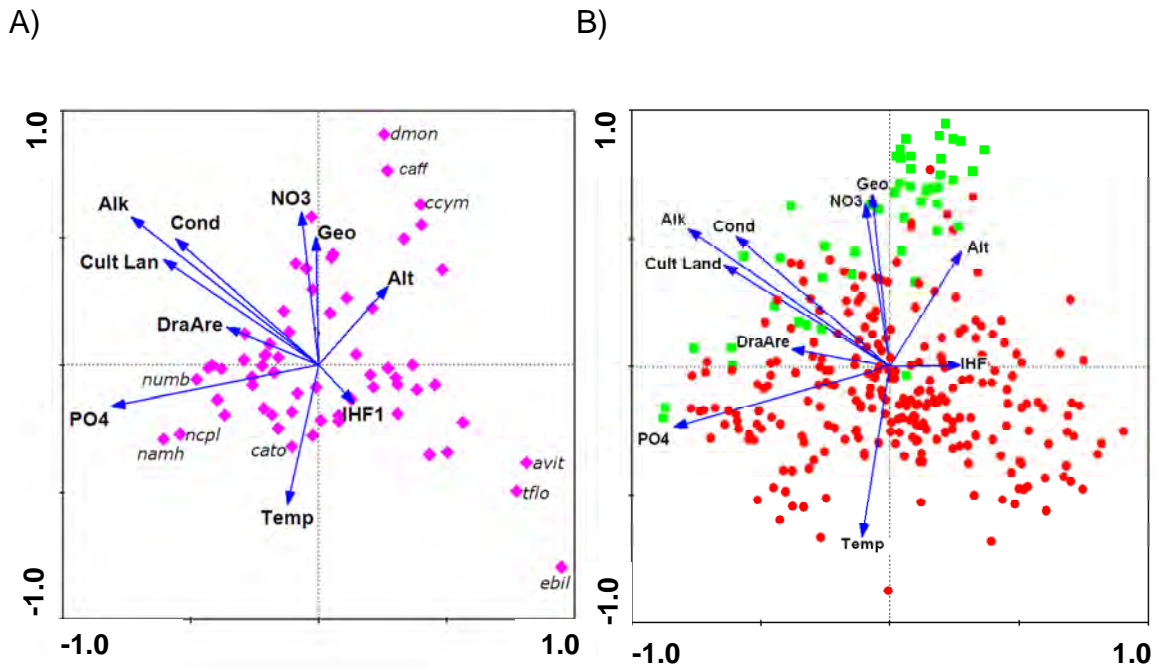 A)
1.0
-1.0
-1.0
1.0
dmon
caff
ccym
NO3
Alk
Cond
Geo
Cult Lan
Alt
DraAre
numb
PO4
IHF1
ncpl
namh
cato
avit
tflo
Temp
ebil
B)
1.0
-1.0
-1.0
1.0
Geo
NO3
Alk
Cond
Alt
Cult Land
DraAre
IHF
PO4
Temp